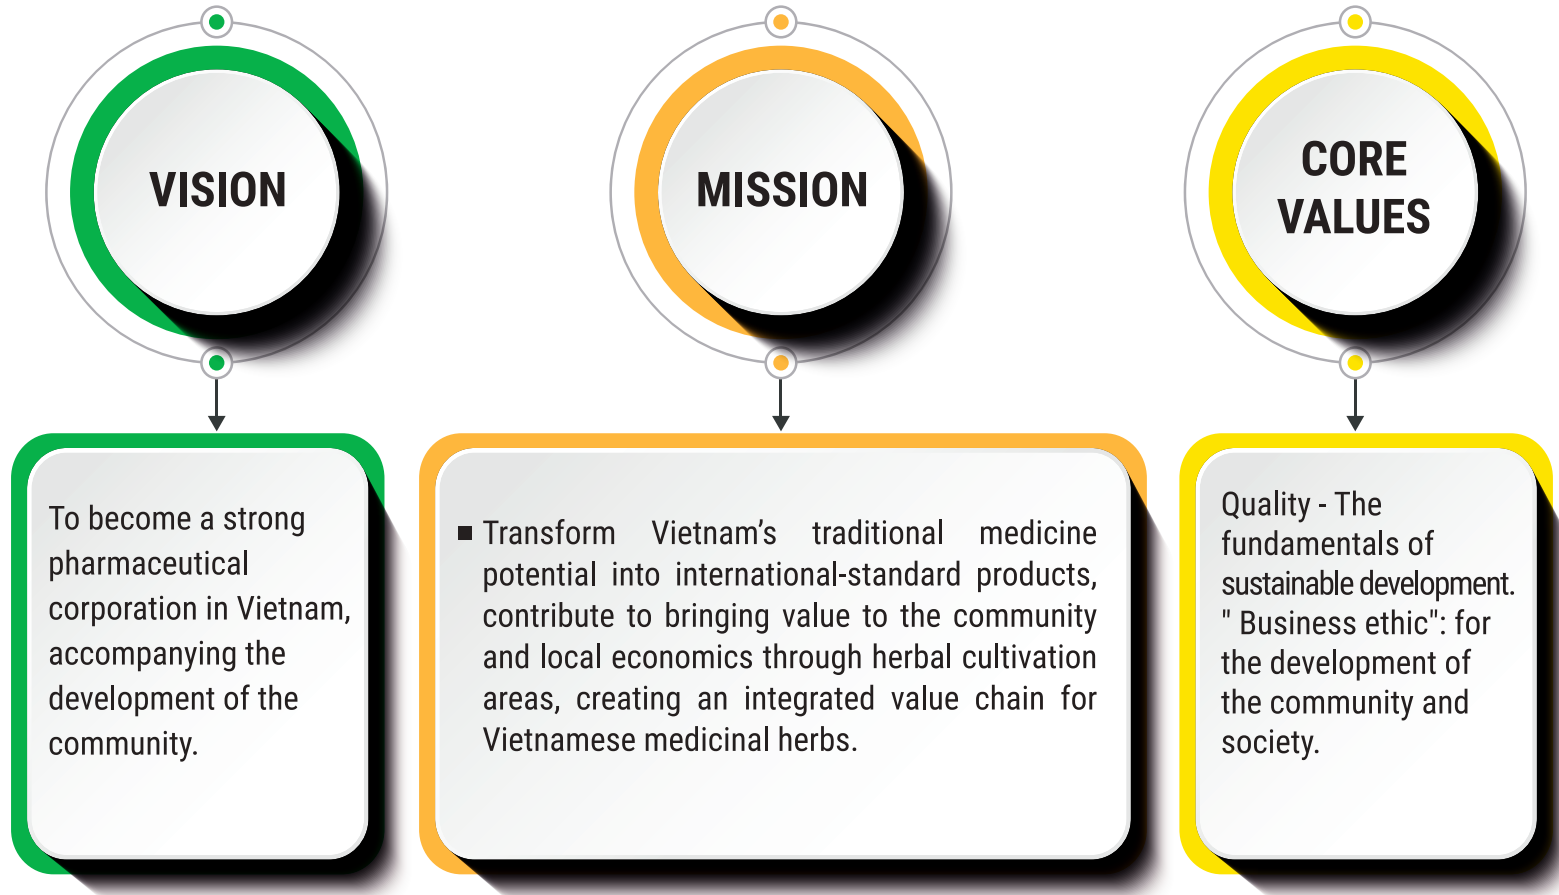 VISION
To become a strong
pharmaceutical
corporation in Vietnam,
accompanying the
development of the
community.
MISSION
■ Transform Vietnam’s traditional medicine
potential into international-standard products,
contribute to bringing value to the community
and local economics through herbal cultivation
areas, creating an integrated value chain for
Vietnamese medicinal herbs.
CORE
VALUES
Quality - The
fundamentals of
sustainable development.
" Business ethic": for
the development of
the community and
society.